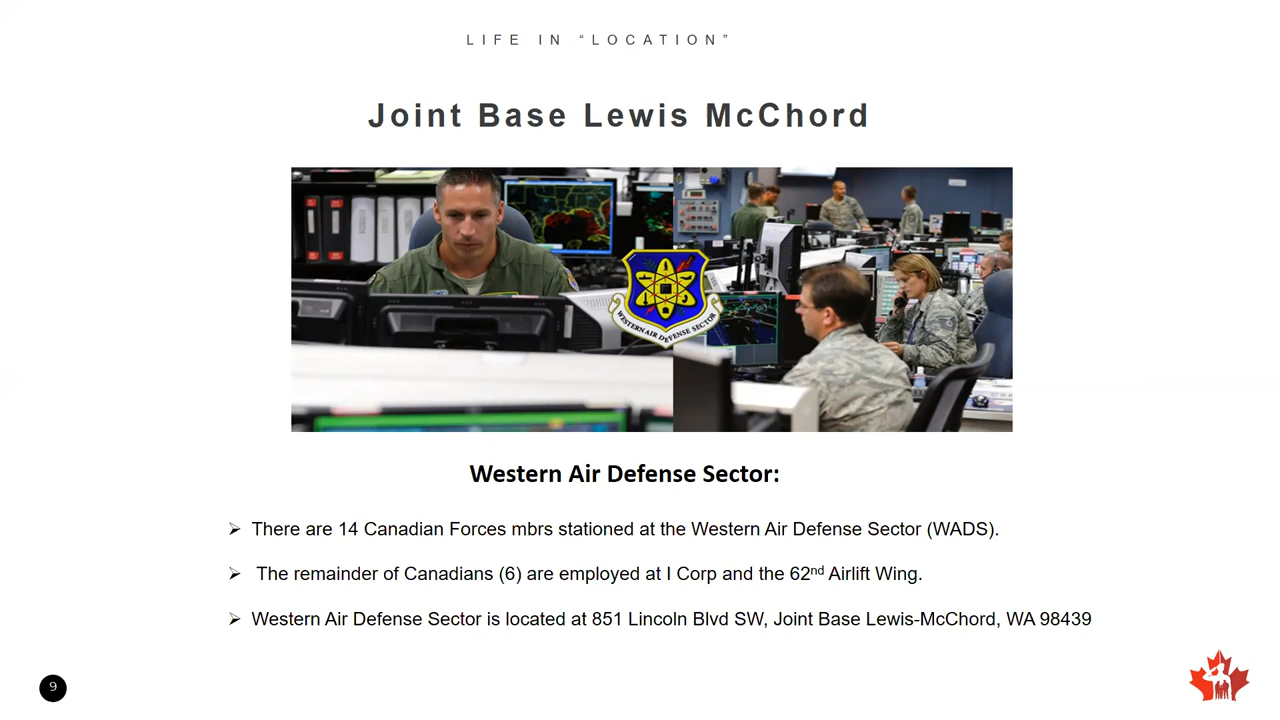 LIFE IN “LOCATION”
Joint Base Lewis McChord
WESTERN AIR DEFENSE SECTOR
Western Air Defense Sector:
➢ There are 14 Canadian Forces mbrs stationed at the Western Air Defense Sector (WADS).
➢ The remainder of Canadians (6) are employed at I Corp and the 62nd Airlift Wing.
➢ Western Air Defense Sector is located at 851 Lincoln Blvd SW, Joint Base Lewis-McChord, WA 98439
9